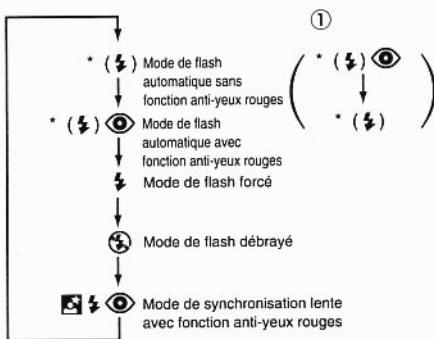 ①
* ( ) Mode de flash
automatique sans
fonction anti-yeux rouges
* ( ) Mode de flash
automatique avec
fonction anti-yeux rouges
Mode de flash forcé
Mode de flash débrayé
Mode de synchronisation lente
avec fonction anti-yeux rouges
* ( )
* ( )